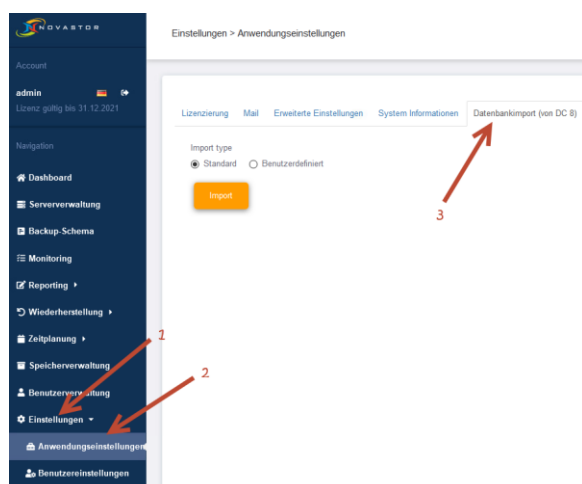 NOVASTOR
Einstellungen > Anwendungseinstellungen
Account
admin
Lizenz gültig bis 31.12.2021
Navigation
Dashboard
Serververwaltung
Backup-Schema
Monitoring
Reporting
Wiederherstellung
Zeitplanung
Speicherverwaltung
Benutzerverwaltung
Einstellungen
Anwendungseinstellungen
Benutzereinstellungen
Lizenzierung Mail Erweiterte Einstellungen System Informationen Datenbankimport (von DC 8)
Import type
Standard Benutzerdefiniert
Import
1
2
3